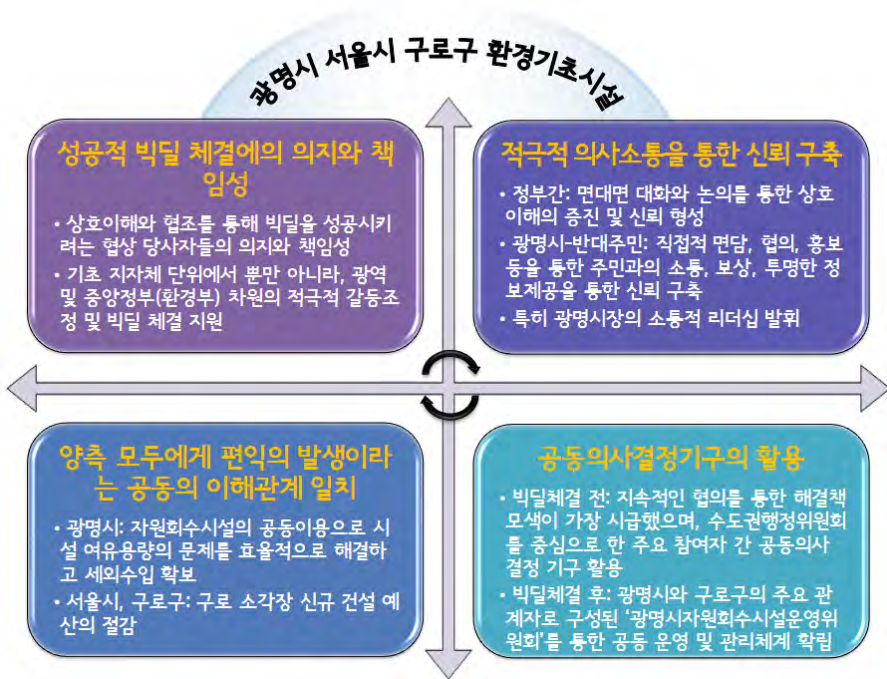 광명시 서울시 구로구 환경기초시설
성공적 빅딜 체결에의 의지와 책
임성
• 상호이해와 협조를 통해 빅딜을 성공시키
려는 협상 당사자들의 의지와 책임성
• 기초 지자체 단위에서 뿐만 아니라, 광역
및 중앙정부(환경부) 차원의 적극적 갈등조
정 및 빅딜 체결 지원
적극적 의사소통을 통한 신뢰 구축
• 정부간: 면대면 대화와 논의를 통한 상호
이해의 증진 및 신뢰 형성
• 광명시-반대주민: 직접적 면담, 협의, 홍보
등을 통한 주민과의 소통, 보상, 투명한 정
보제공을 통한 신뢰 구축
• 특히 광명시장의 소통적 리더십 발휘
양측 모두에게 편익의 발생이라
는 공동의 이해관계 일치
• 광명시: 자원회수시설의 공동이용으로 시
설 여유용량의 문제를 효율적으로 해결하
고 세외수입 확보
• 서울시, 구로구: 구로 소각장 신규 건설 예
산의 절감
공동의사결정기구의 활용
• 빅딜체결 전: 지속적인 협의를 통한 해결책
모색이 가장 시급했으며, 수도권행정위원회
를 중심으로 한 주요 참여자 간 공동의사
결정 기구 활용
• 빅딜체결 후: 광명시와 구로구의 주요 관
계자로 구성된 '광명시자원회수시설운영위
원회'를 통한 공동 운영 및 관리체계 확립